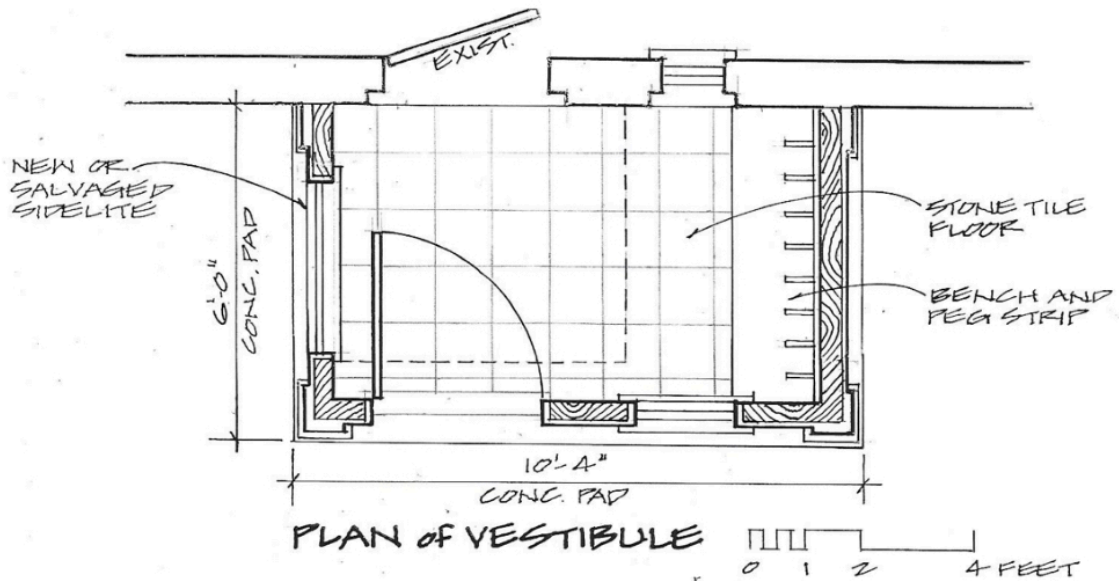 EXIST.
NEW OR
SALVAGED
SIDELITE
6'-0"
CONC. PAD
STONE TILE
FLOOR
BENCH AND
PEG STRIP
10'-4"
CONC. PAD
PLAN of VESTIBULE
0 1 2 4 FEET